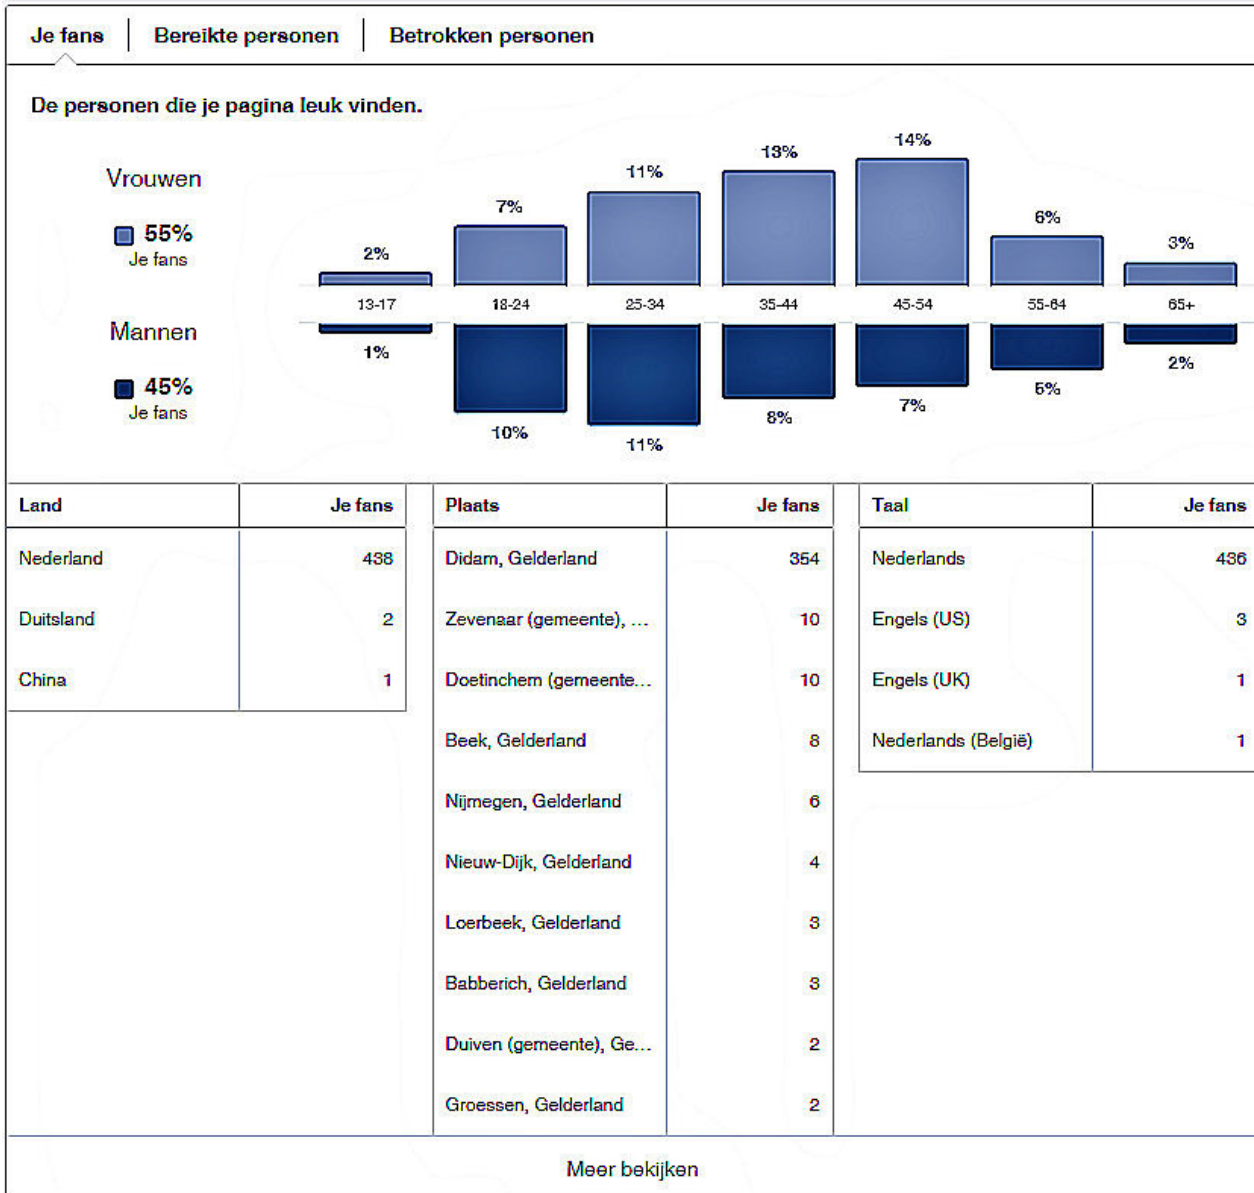 Je fans Bereikte personen Betrokken personen
De personen die je pagina leuk vinden.
Vrouwen
55%
Je fans
2% 7% 11% 13% 14% 6% 3%
13-17 18-24 25-34 35-44 45-54 55-64 65+
Mannen
45%
Je fans
1% 10% 11% 8% 7% 5% 2%
Land Je fans Plaats Je fans Taal Je fans
Nederland 438 Didam, Gelderland 354 Nederlands 436
Duitsland 2 Zevenaar (gemeente), ... 10 Engels (US) 3
China 1 Doetinchem (gemeente... 10 Engels (UK) 1
Beek, Gelderland 8 Nederlands (België) 1
Nijmegen, Gelderland 6
Nieuw-Dijk, Gelderland 4
Loerbeek, Gelderland 3
Babberich, Gelderland 3
Duiven (gemeente), Ge... 2
Groessen, Gelderland 2
Meer bekijken